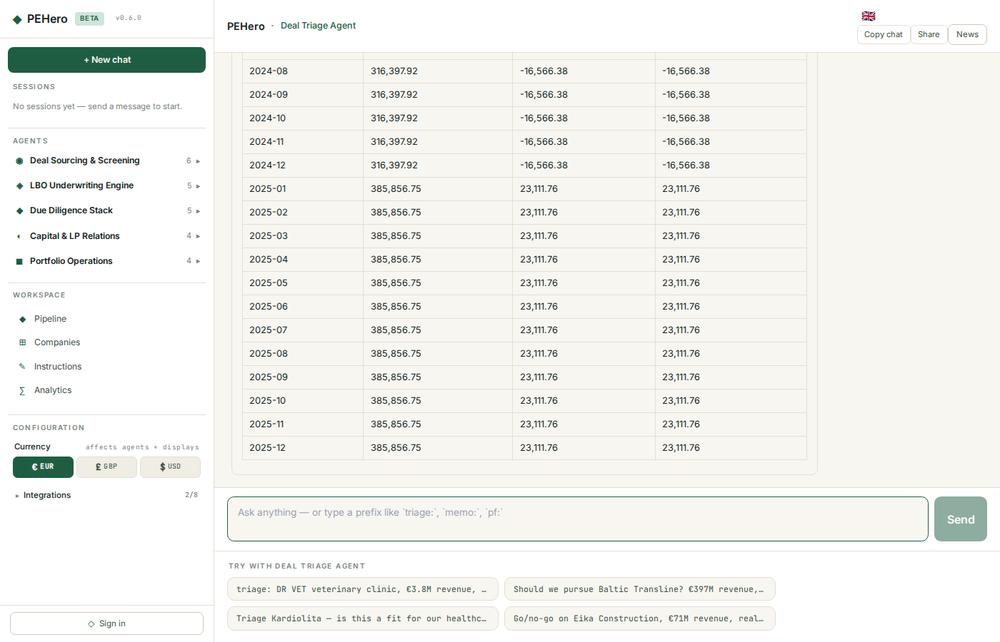 PEHero BETA v0.6.0
+ New chat
SESSIONS
No sessions yet — send a message to start.
AGENTS
Deal Sourcing & Screening 6 ▸
LBO Underwriting Engine 5 ▸
Due Diligence Stack 5 ▸
Capital & LP Relations 4 ▸
Portfolio Operations 4 ▸
WORKSPACE
Pipeline
Companies
Instructions
Analytics
CONFIGURATION
Currency affects agents + displays
€ EUR £ GBP $ USD
▸ Integrations 2/8
Sign in
PEHero · Deal Triage Agent
Copy chat Share News
2024-08 316,397.92 -16,566.38 -16,566.38
2024-09 316,397.92 -16,566.38 -16,566.38
2024-10 316,397.92 -16,566.38 -16,566.38
2024-11 316,397.92 -16,566.38 -16,566.38
2024-12 316,397.92 -16,566.38 -16,566.38
2025-01 385,856.75 23,111.76 23,111.76
2025-02 385,856.75 23,111.76 23,111.76
2025-03 385,856.75 23,111.76 23,111.76
2025-04 385,856.75 23,111.76 23,111.76
2025-05 385,856.75 23,111.76 23,111.76
2025-06 385,856.75 23,111.76 23,111.76
2025-07 385,856.75 23,111.76 23,111.76
2025-08 385,856.75 23,111.76 23,111.76
2025-09 385,856.75 23,111.76 23,111.76
2025-10 385,856.75 23,111.76 23,111.76
2025-11 385,856.75 23,111.76 23,111.76
2025-12 385,856.75 23,111.76 23,111.76
Ask anything — or type a prefix like `triage:`, `memo:`, `pf:`
Send
TRY WITH DEAL TRIAGE AGENT
triage: DR VET veterinary clinic, €3.8M revenue, …
Should we pursue Baltic Transline? €397M revenue,…
Triage Kardiolita — is this a fit for our healthc…
Go/no-go on Eika Construction, €71M revenue, real…